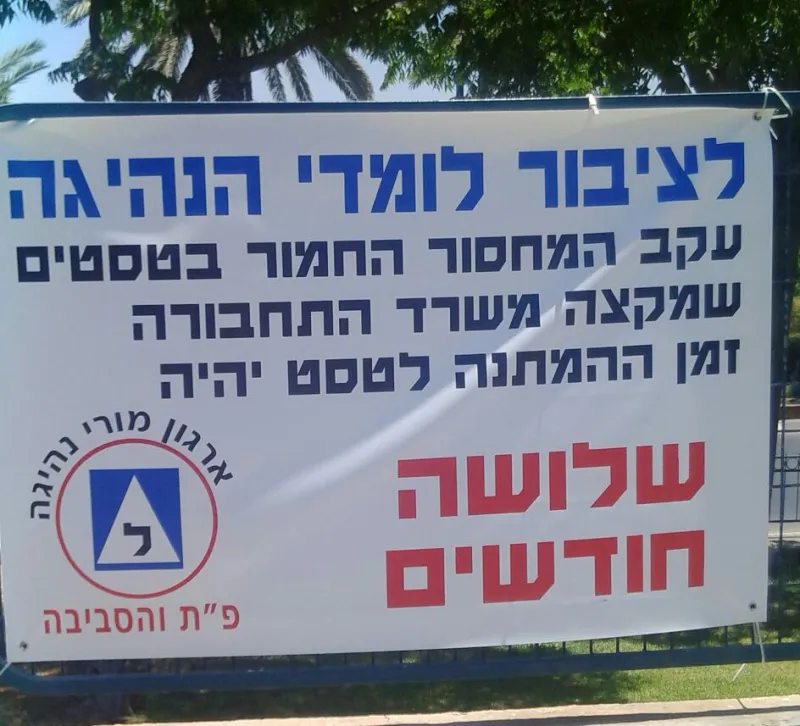 לציבור לומדי הנהיגה
עקב המחסור החמור בטסטים
שמקצה משרד התחבורה
זמן ההמתנה לטסט יהיה
שלושה
חודשים
ארגון מורי נהיגה
ל
פ"ת והסביבה